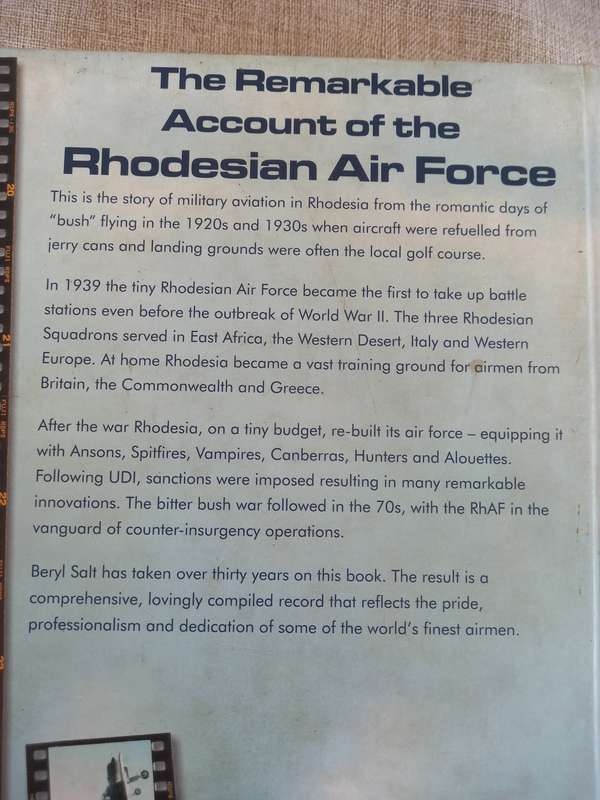 The Remarkable
Account of the
Rhodesian Air Force
This is the story of military aviation in Rhodesia from the romantic days of
“bush” flying in the 1920s and 1930s when aircraft were refuelled from
jerry cans and landing grounds were often the local golf course.
In 1939 the tiny Rhodesian Air Force became the first to take up battle
stations even before the outbreak of World War II. The three Rhodesian
Squadrons served in East Africa, the Western Desert, Italy and Western
Europe. At home Rhodesia became a vast training ground for airmen from
Britain, the Commonwealth and Greece.
After the war Rhodesia, on a tiny budget, re-built its air force – equipping it
with Ansons, Spitfires, Vampires, Canberras, Hunters and Alouettes.
Following UDI, sanctions were imposed resulting in many remarkable
innovations. The bitter bush war followed in the 70s, with the RhAF in the
vanguard of counter-insurgency operations.
Beryl Salt has taken over thirty years on this book. The result is a
comprehensive, lovingly compiled record that reflects the pride,
professionalism and dedication of some of the world’s finest airmen.
20
21
22
23